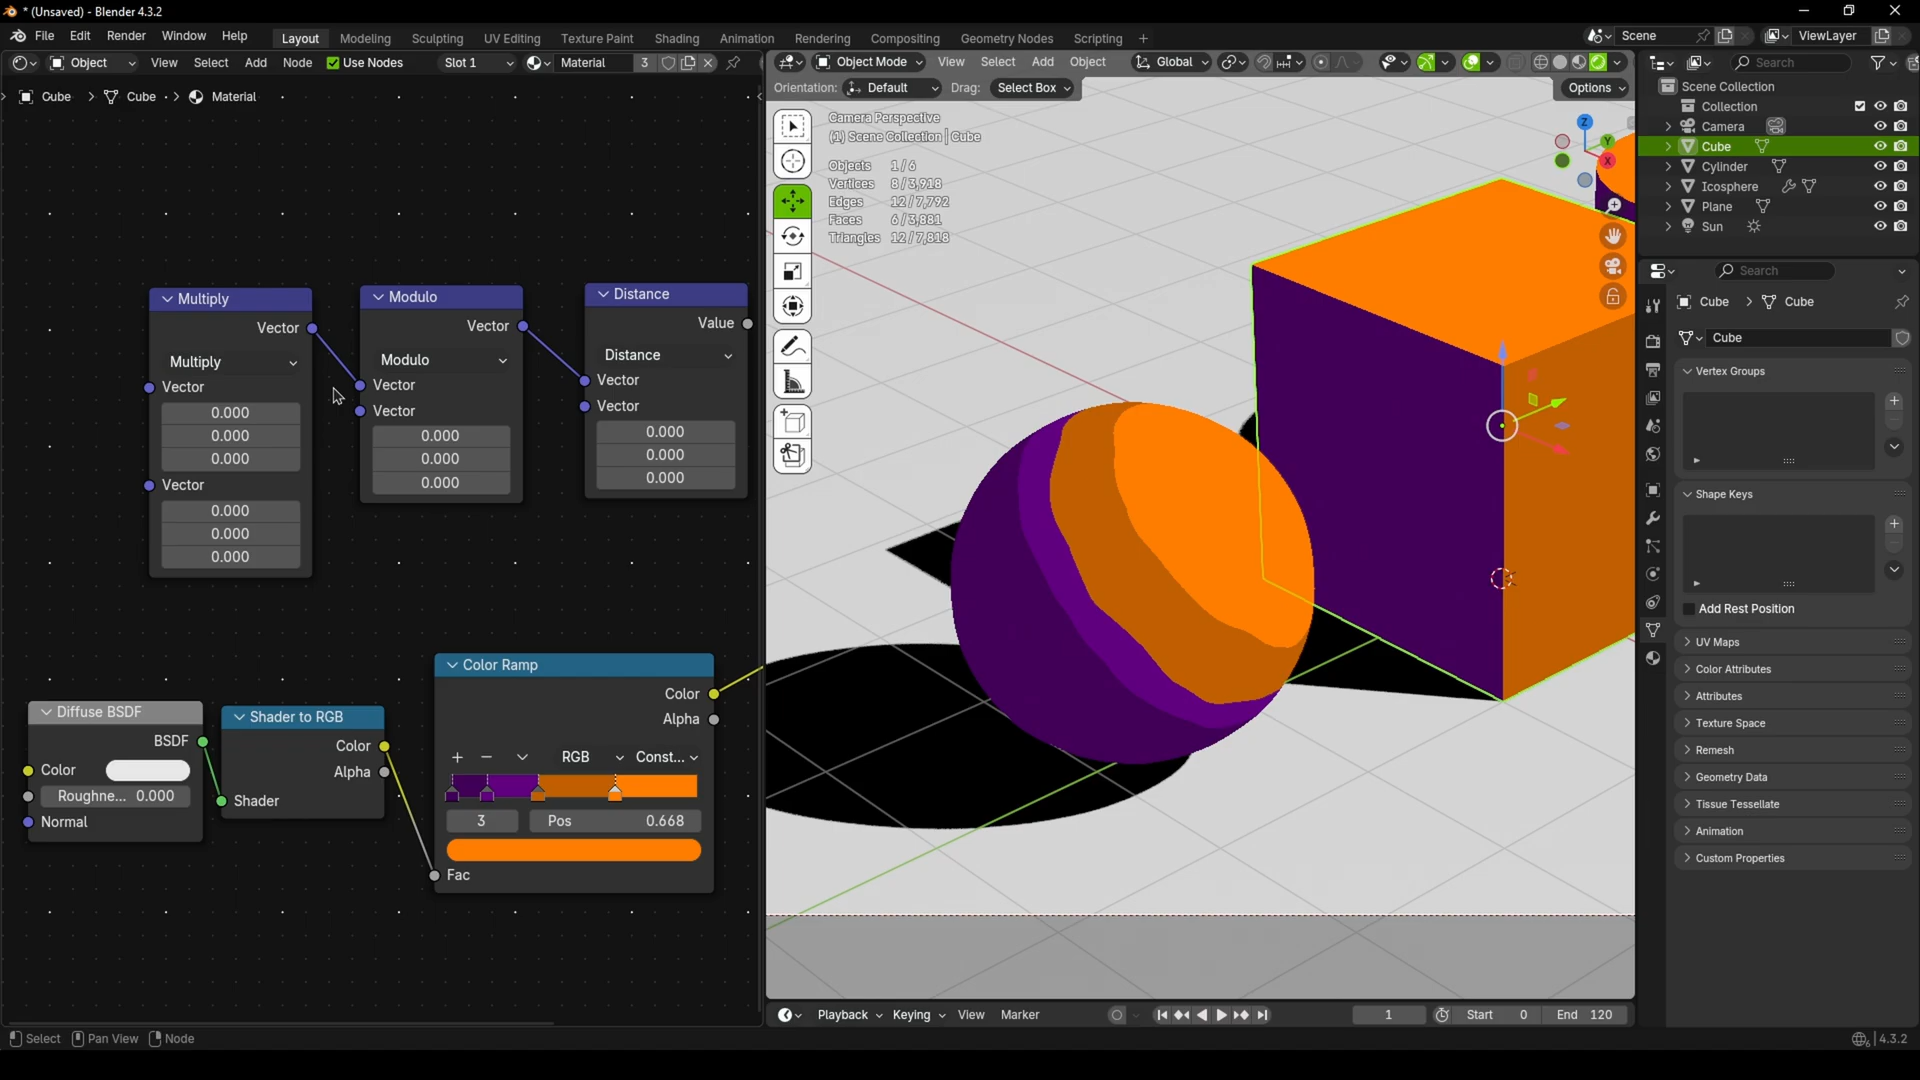 * (Unsaved) - Blender 4.3.2
File Edit Render Window Help
Layout Modeling Sculpting UV Editing Texture Paint Shading Animation Rendering Compositing Geometry Nodes Scripting +
Scene ViewLayer
Object View Select Add Node Use Nodes Slot 1 Material 3
Object Mode View Select Add Object Global
Search
Cube > Cube > Material
Orientation: Default Drag: Select Box Options
Camera Perspective
(1) Scene Collection | Cube
Objects 1/6
Vertices 8/3,918
Edges 12/7,792
Faces 6/3,881
Triangles 12/7,818
Z
Y
X
Scene Collection
Collection
Camera
Cube
Cylinder
Icosphere
Plane
Sun
Multiply
Vector
Multiply
Vector
0.000
0.000
0.000
Vector
0.000
0.000
0.000
Modulo
Vector
Modulo
Vector
Vector
0.000
0.000
0.000
Distance
Value
Distance
Vector
Vector
0.000
0.000
0.000
Diffuse BSDF
BSDF
Color
Roughne... 0.000
Normal
Shader to RGB
Color
Alpha
Shader
Color Ramp
Color
Alpha
+ − RGB Const...
3 Pos 0.668
Fac
Search
Cube > Cube
Cube
Vertex Groups
Shape Keys
Add Rest Position
UV Maps
Color Attributes
Attributes
Texture Space
Remesh
Geometry Data
Tissue Tessellate
Animation
Custom Properties
Playback Keying View Marker 1 Start 0 End 120
Select Pan View Node 4.3.2